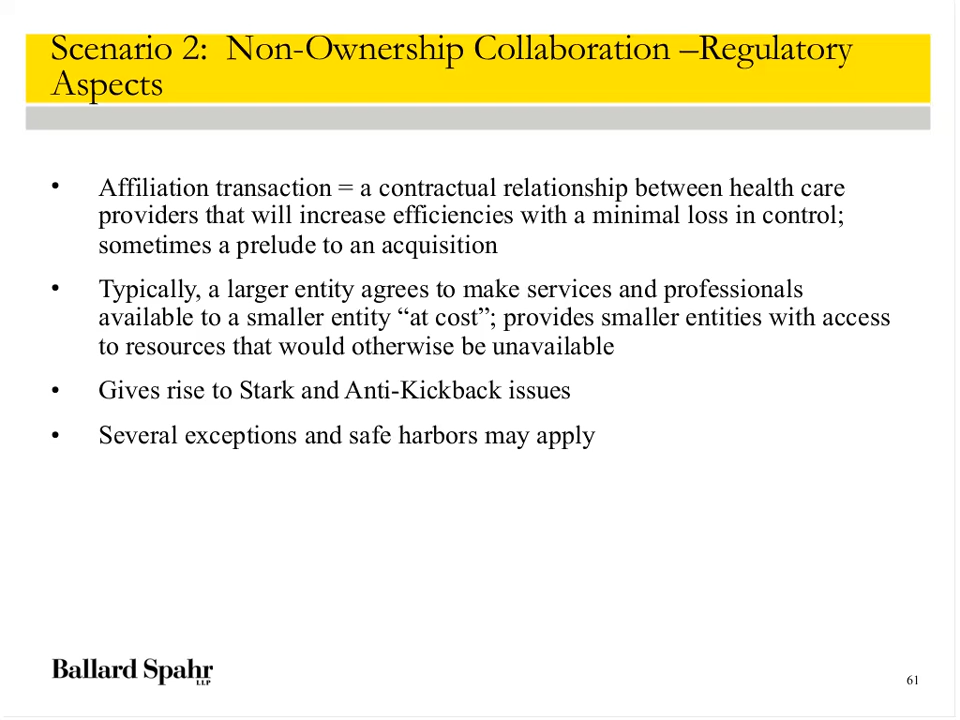 Scenario 2:  Non-Ownership Collaboration –Regulatory
Aspects
• Affiliation transaction = a contractual relationship between health care
providers that will increase efficiencies with a minimal loss in control;
sometimes a prelude to an acquisition
• Typically, a larger entity agrees to make services and professionals
available to a smaller entity “at cost”; provides smaller entities with access
to resources that would otherwise be unavailable
• Gives rise to Stark and Anti-Kickback issues
• Several exceptions and safe harbors may apply
Ballard Spahr
LLP
61